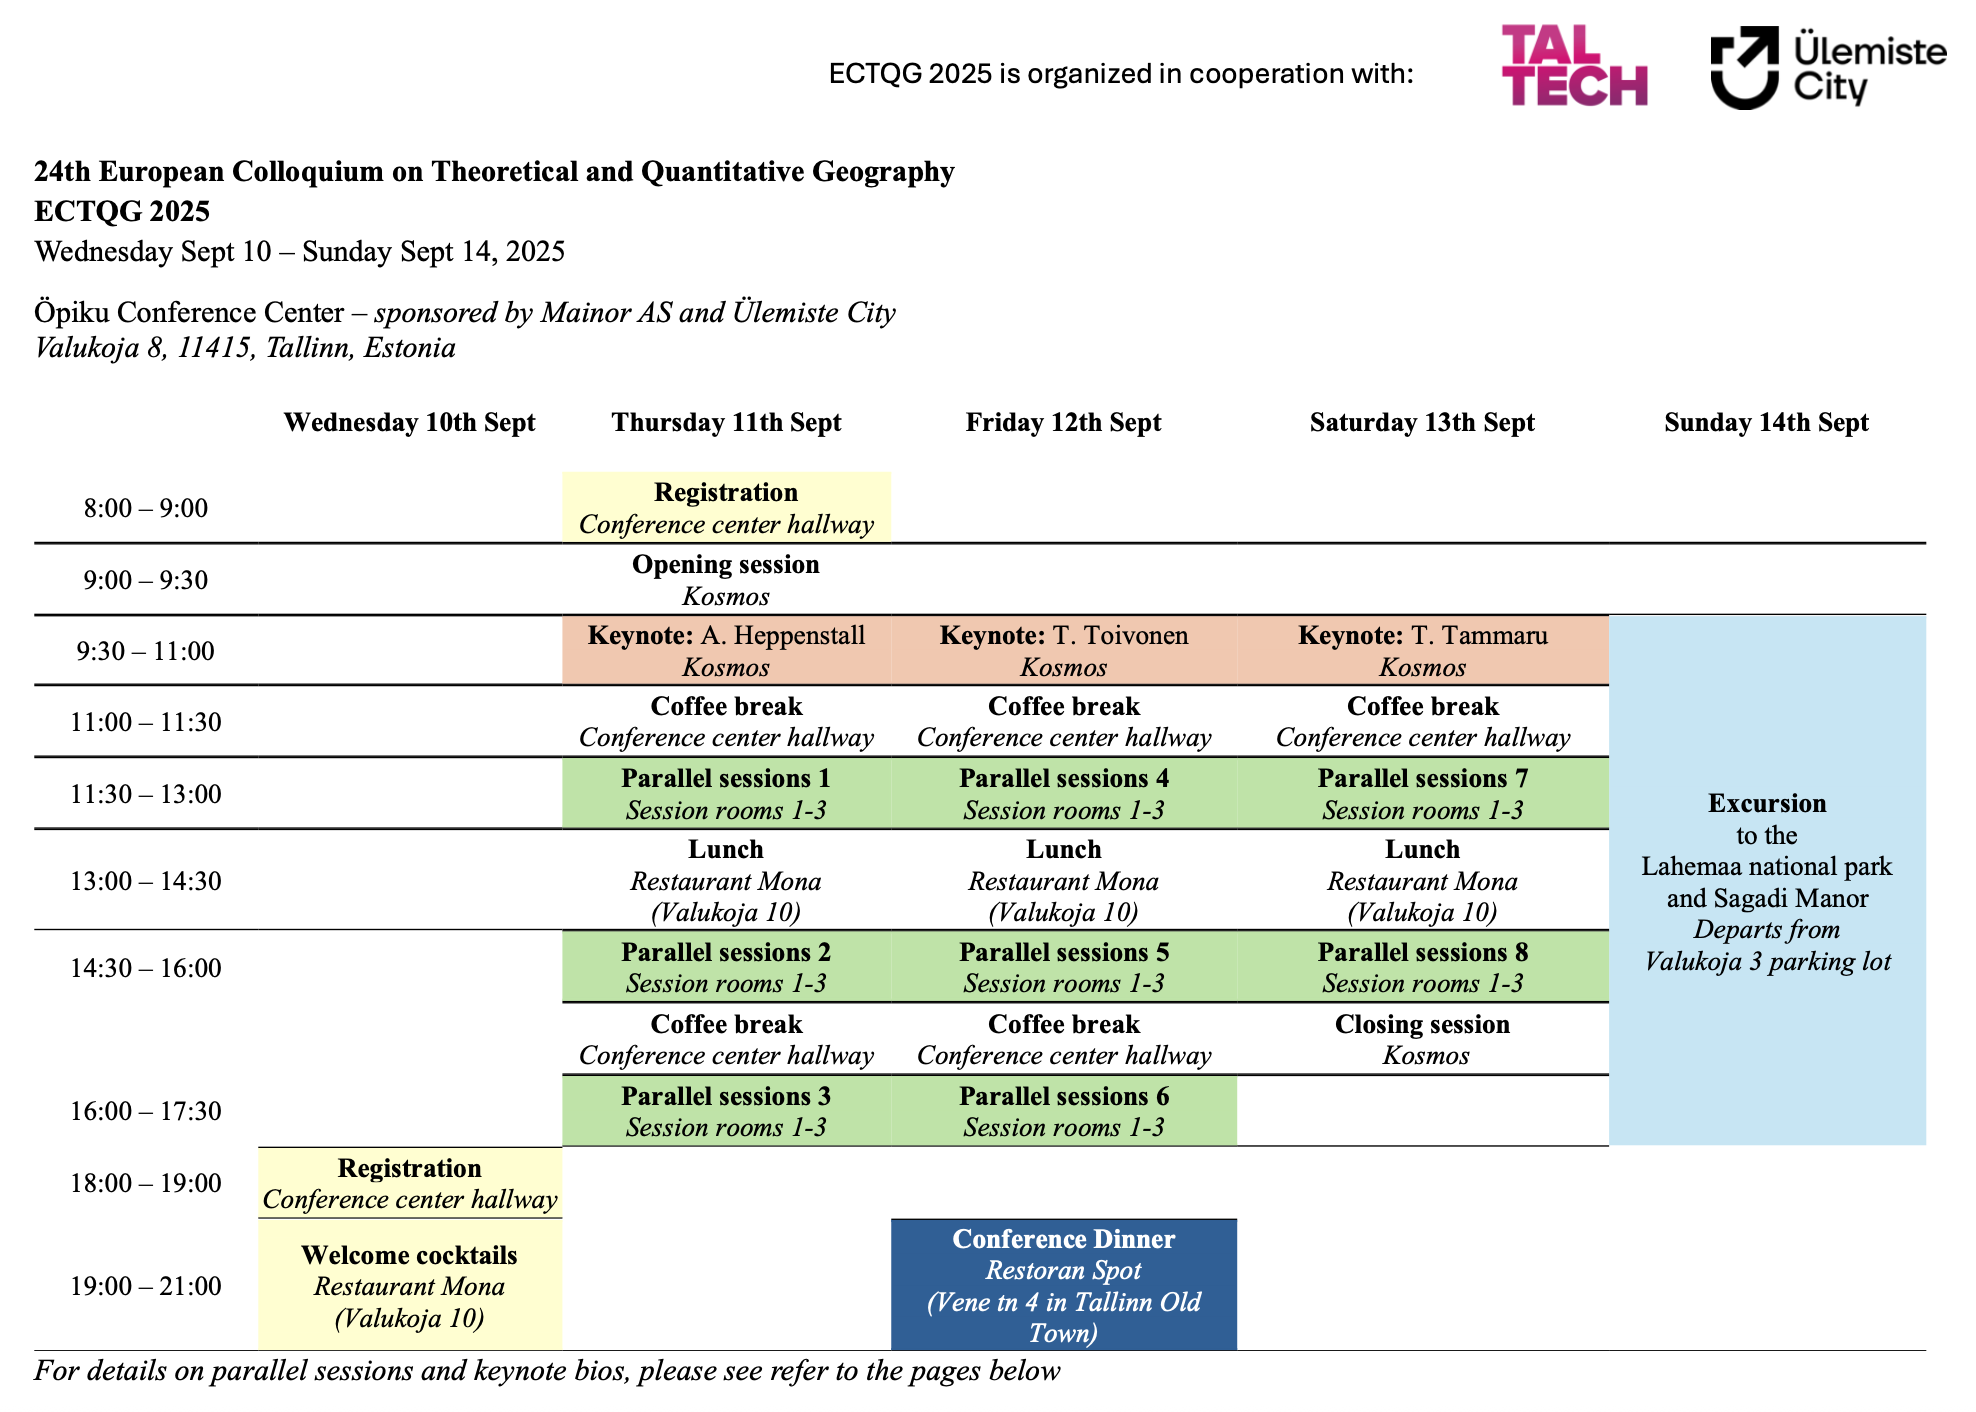 ECTQG 2025 is organized in cooperation with:
TAL
TECH
Ülemiste
City
24th European Colloquium on Theoretical and Quantitative Geography
ECTQG 2025
Wednesday Sept 10 – Sunday Sept 14, 2025
Öpiku Conference Center – sponsored by Mainor AS and Ülemiste City
Valukoja 8, 11415, Tallinn, Estonia
Wednesday 10th Sept Thursday 11th Sept Friday 12th Sept Saturday 13th Sept Sunday 14th Sept
8:00 – 9:00
Registration
Conference center hallway
9:00 – 9:30
Opening session
Kosmos
9:30 – 11:00
Keynote: A. Heppenstall
Kosmos
Keynote: T. Toivonen
Kosmos
Keynote: T. Tammaru
Kosmos
11:00 – 11:30
Coffee break
Conference center hallway
Coffee break
Conference center hallway
Coffee break
Conference center hallway
11:30 – 13:00
Parallel sessions 1
Session rooms 1-3
Parallel sessions 4
Session rooms 1-3
Parallel sessions 7
Session rooms 1-3
13:00 – 14:30
Lunch
Restaurant Mona
(Valukoja 10)
Lunch
Restaurant Mona
(Valukoja 10)
Lunch
Restaurant Mona
(Valukoja 10)
Excursion
to the
Lahemaa national park
and Sagadi Manor
Departs from
Valukoja 3 parking lot
14:30 – 16:00
Parallel sessions 2
Session rooms 1-3
Parallel sessions 5
Session rooms 1-3
Parallel sessions 8
Session rooms 1-3
Coffee break
Conference center hallway
Coffee break
Conference center hallway
Closing session
Kosmos
16:00 – 17:30
Parallel sessions 3
Session rooms 1-3
Parallel sessions 6
Session rooms 1-3
18:00 – 19:00
Registration
Conference center hallway
19:00 – 21:00
Welcome cocktails
Restaurant Mona
(Valukoja 10)
Conference Dinner
Restoran Spot
(Vene tn 4 in Tallinn Old
Town)
For details on parallel sessions and keynote bios, please see refer to the pages below